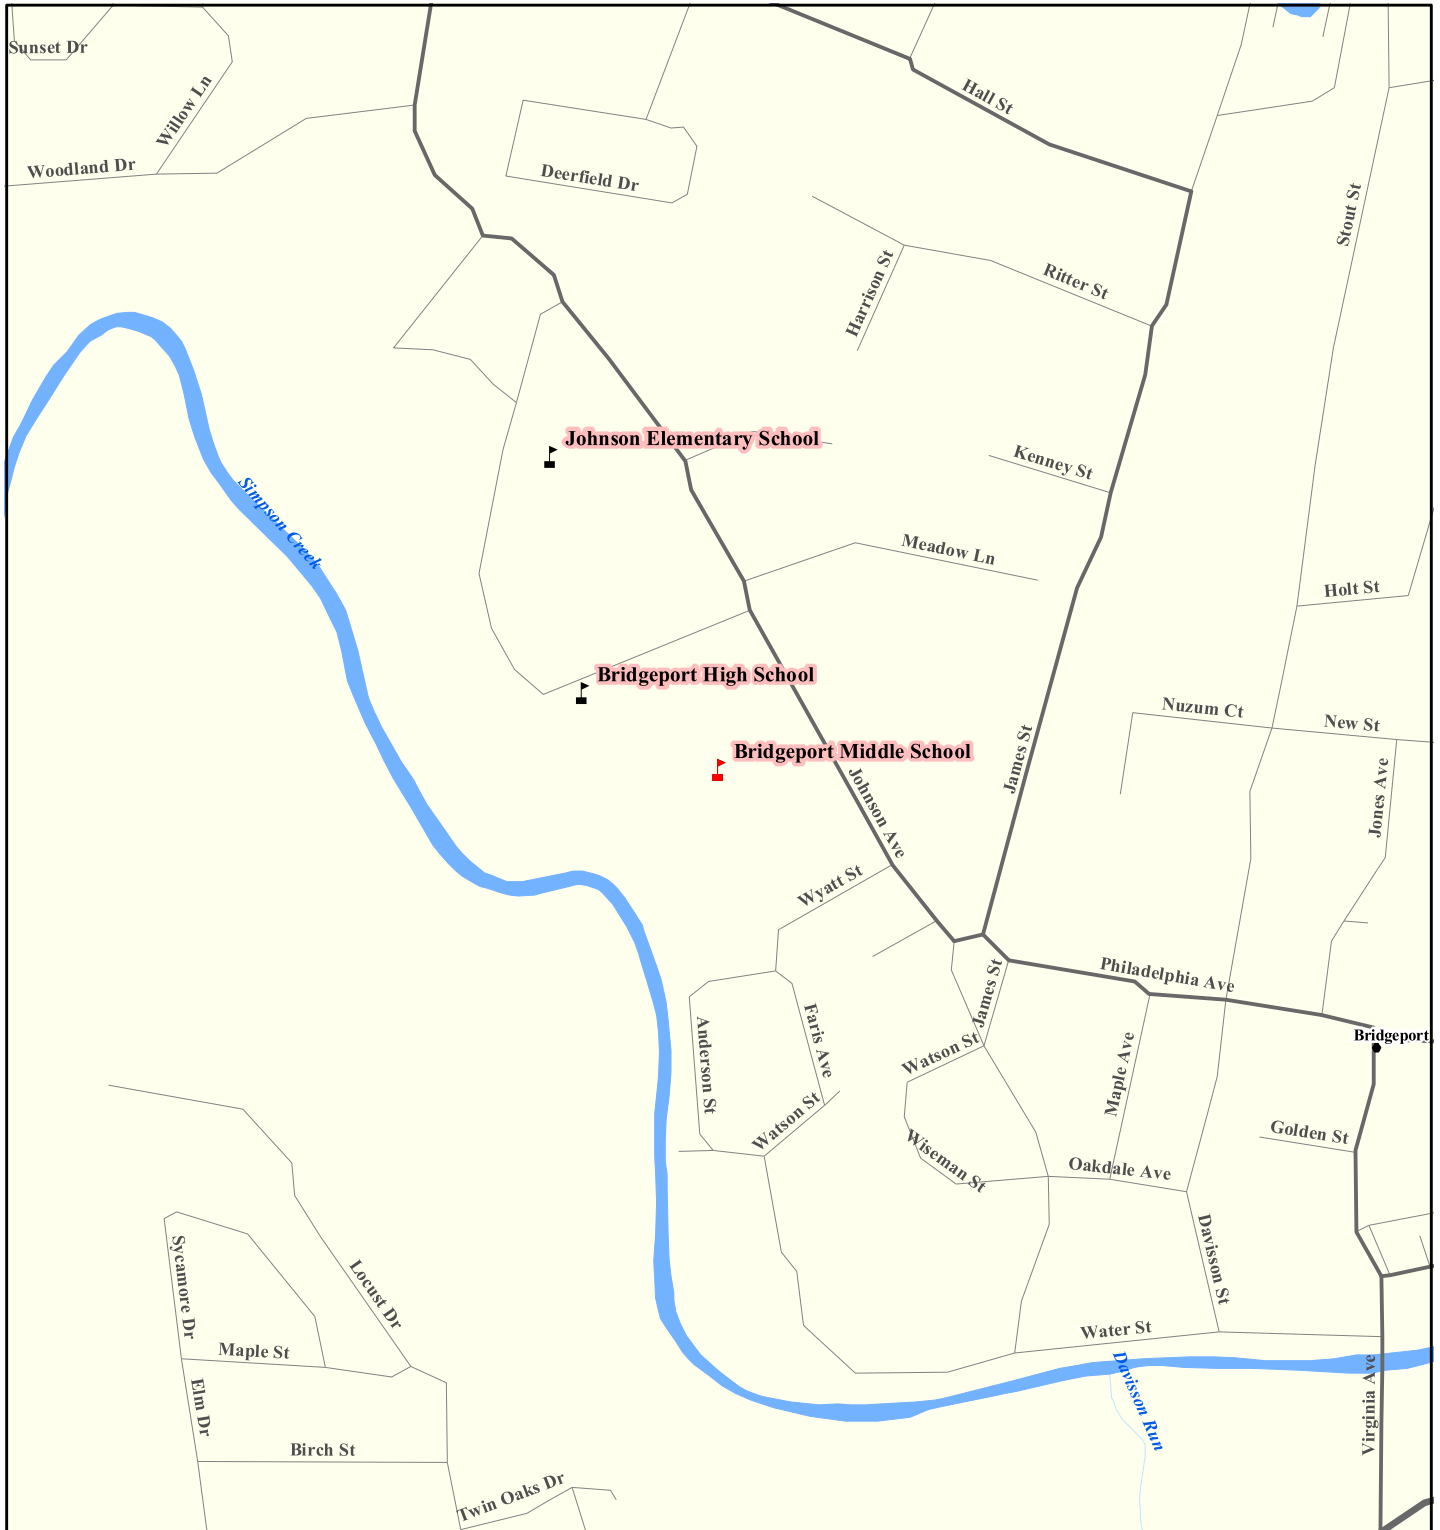 Sunset Dr
Willow Ln
Hall St
Woodland Dr
Deerfield Dr
Stout St
Harrison St
Ritter St
Johnson Elementary School
Kenney St
Simpson Creek
Meadow Ln
Holt St
Bridgeport High School
Nuzum Ct
New St
Bridgeport Middle School
James St
Jones Ave
Johnson Ave
Wyatt St
Philadelphia Ave
James St
Faris Ave
Anderson St
Watson St
Bridgeport
Maple Ave
Watson St
Golden St
Wiseman St
Oakdale Ave
Sycamore Dr
Locust Dr
Davisson St
Water St
Maple St
Davisson Run
Virginia Ave
Elm Dr
Birch St
Twin Oaks Dr